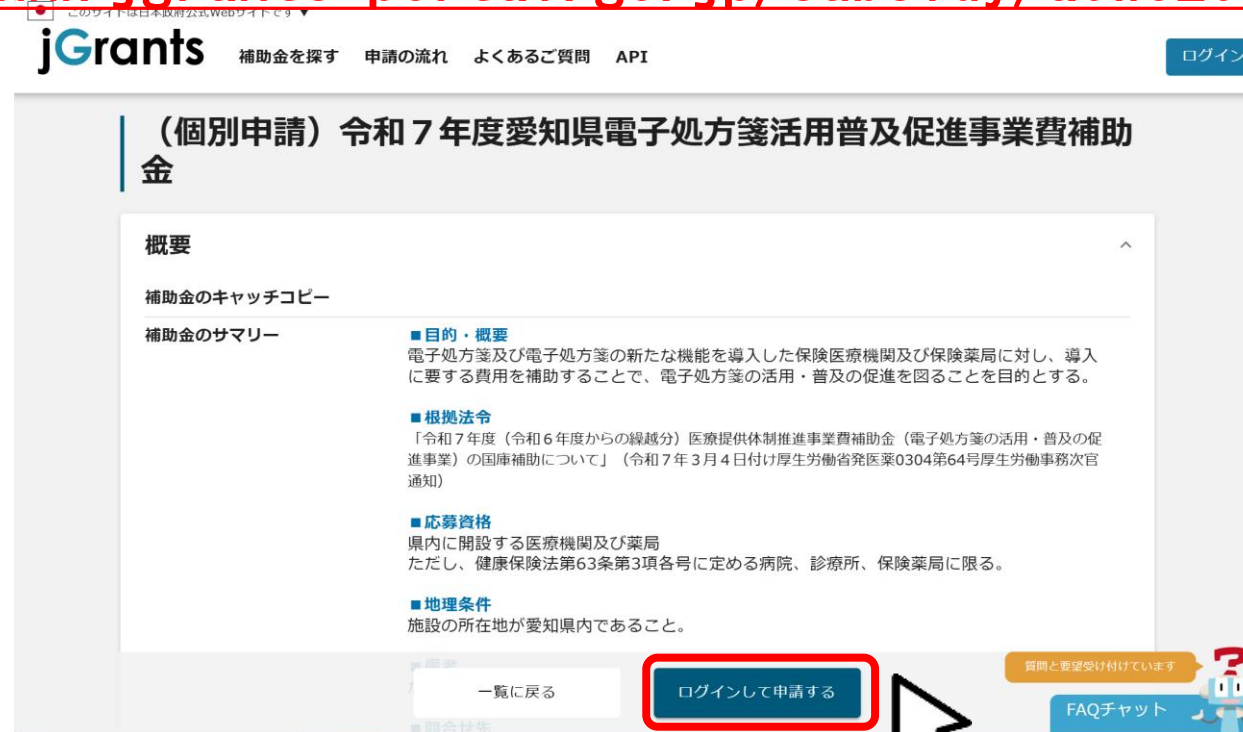 このサイトは日本政府公式Webサイトです ▼
jGrants 補助金を探す 申請の流れ よくあるご質問 API
ログイン
（個別申請）令和７年度愛知県電子処方箋活用普及促進事業費補助
金
概要
補助金のキャッチコピー
補助金のサマリー
■目的・概要
電子処方箋及び電子処方箋の新たな機能を導入した保険医療機関及び保険薬局に対し、導入
に要する費用を補助することで、電子処方箋の活用・普及の促進を図ることを目的とする。
■根拠法令
「令和７年度（令和６年度からの繰越分）医療提供体制推進事業費補助金（電子処方箋の活用・普及の促
進事業）の国庫補助について」（令和７年３月４日付け厚生労働省発医薬0304第64号厚生労働事務次官
通知）
■応募資格
県内に開設する医療機関及び薬局
ただし、健康保険法第63条第3項各号に定める病院、診療所、保険薬局に限る。
■地理条件
施設の所在地が愛知県内であること。
■備考
一覧に戻る
ログインして申請する
質問と要望受け付けています
FAQチャット
■問合せ先